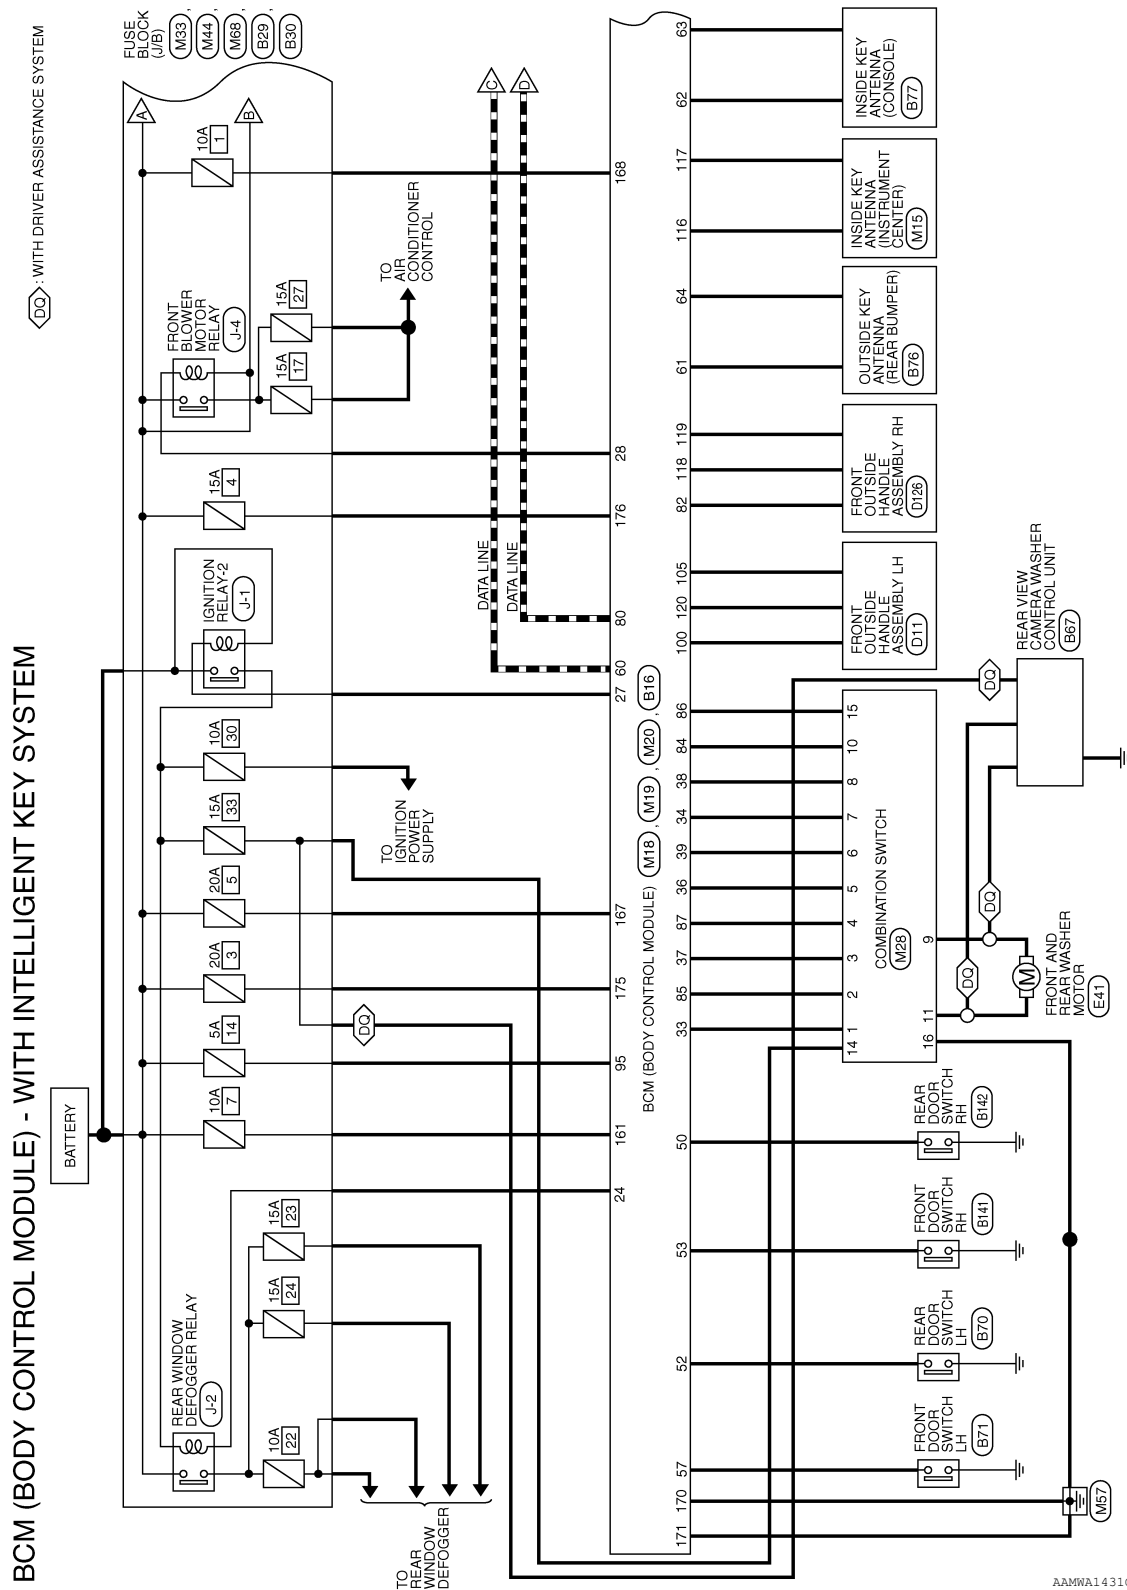 BCM (BODY CONTROL MODULE) - WITH INTELLIGENT KEY SYSTEM
DQ : WITH DRIVER ASSISTANCE SYSTEM
BATTERY
FUSE
BLOCK
(J/B)
M33 ,
M44 ,
M68 ,
B29 ,
B30
REAR WINDOW
DEFOGGER RELAY
J-2
10A
22
15A
24
15A
23
10A
7
5A
14
20A
3
20A
5
15A
33
10A
30
IGNITION
RELAY-2
J-1
15A
4
FRONT
BLOWER
MOTOR
RELAY
J-4
15A
17
15A
27
10A
1
A
B
TO
REAR
WINDOW
DEFOGGER
DQ
TO
IGNITION
POWER
SUPPLY
TO
AIR
CONDITIONER
CONTROL
DATA LINE
DATA LINE
C
D
24
161
95
175
167
27
60
80
176
28
168
BCM (BODY CONTROL MODULE)
M18 , M19 , M20 , B16
171
170
57
52
53
50
33
85
37
87
36
39
34
38
84
86
100
120
105
82
118
119
61
64
116
117
62
63
14
1
2
3
4
5
6
7
8
10
15
COMBINATION SWITCH
M28
16
11
9
FRONT
OUTSIDE
HANDLE
ASSEMBLY LH
D11
FRONT
OUTSIDE
HANDLE
ASSEMBLY RH
D126
OUTSIDE KEY
ANTENNA
(REAR BUMPER)
B76
INSIDE KEY
ANTENNA
(INSTRUMENT
CENTER)
M15
INSIDE KEY
ANTENNA
(CONSOLE)
B77
FRONT
DOOR
SWITCH
LH
B71
REAR
DOOR
SWITCH
LH
B70
FRONT
DOOR
SWITCH
RH
B141
REAR
DOOR
SWITCH
RH
B142
DQ
DQ
DQ
M
FRONT AND
REAR WASHER
MOTOR
E41
REAR VIEW
CAMERA WASHER
CONTROL UNIT
B67
M57